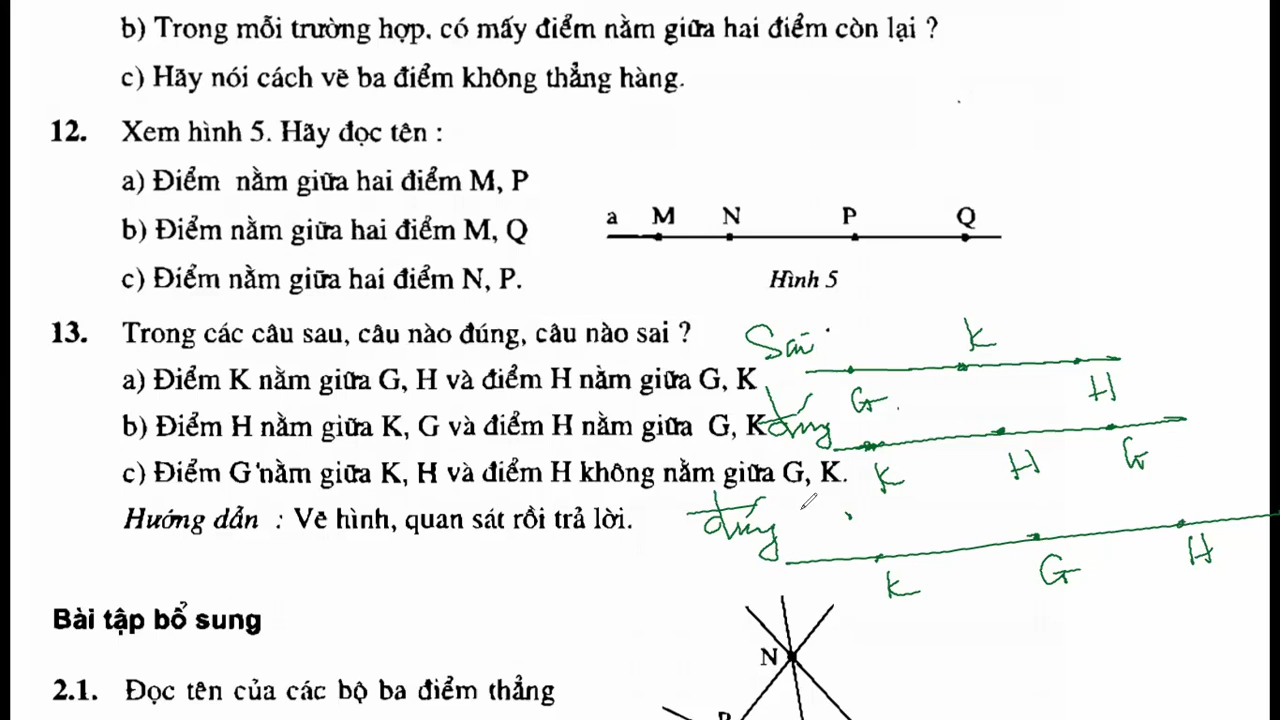 b) Trong mỗi trường hợp, có mấy điểm nằm giữa hai điểm còn lại ?
c) Hãy nói cách vẽ ba điểm không thẳng hàng.
12. Xem hình 5. Hãy đọc tên :
a) Điểm nằm giữa hai điểm M, P
b) Điểm nằm giữa hai điểm M, Q
c) Điểm nằm giữa hai điểm N, P.
a M N P Q
Hình 5
13. Trong các câu sau, câu nào đúng, câu nào sai ?
a) Điểm K nằm giữa G, H và điểm H nằm giữa G, K
b) Điểm H nằm giữa K, G và điểm H nằm giữa G, K
c) Điểm G nằm giữa K, H và điểm H không nằm giữa G, K.
Hướng dẫn : Vẽ hình, quan sát rồi trả lời.
Sai
K
G H
đúng
K H G
đúng
K G H
Bài tập bổ sung
2.1. Đọc tên của các bộ ba điểm thẳng
N